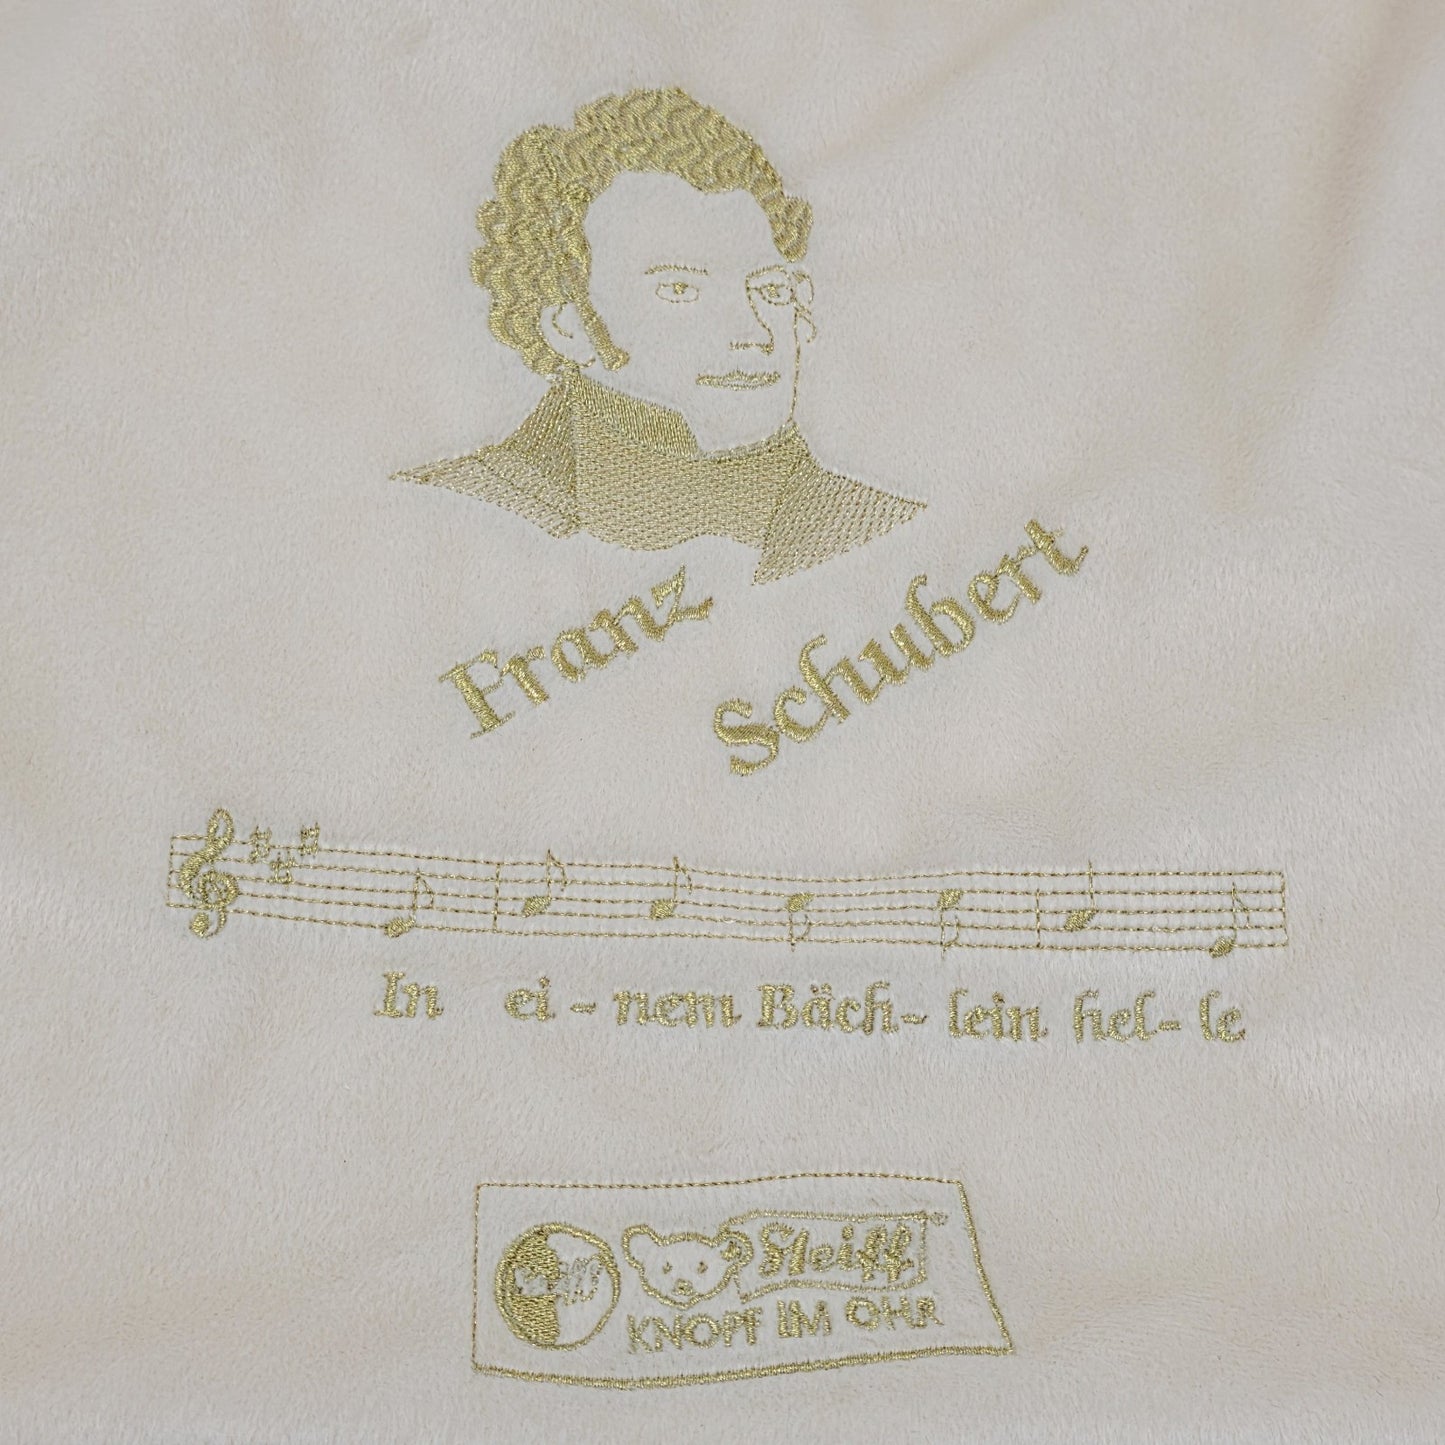 Franz Schubert
In ei - nem Bäch - lein hel - le
Steiff
KNOPF IM OHR